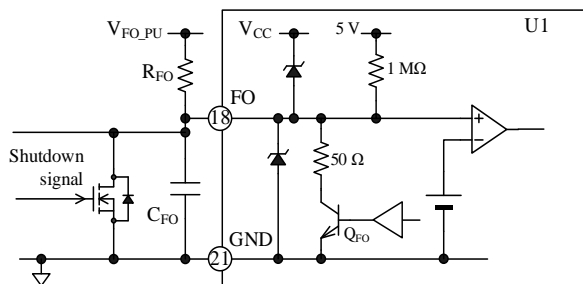 U1
V_FO_PU
V_CC
5 V
R_FO
1 MΩ
FO
18
Shutdown
signal
50 Ω
C_FO
Q_FO
GND
21
+
−